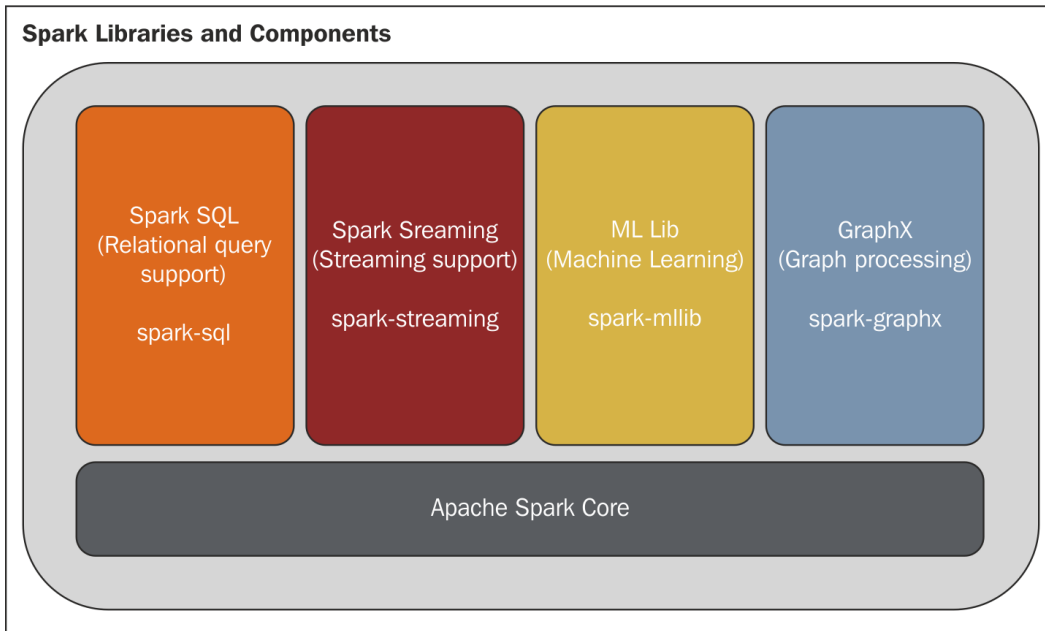 Spark Libraries and Components
Spark SQL
(Relational query
support)
spark-sql
Spark Sreaming
(Streaming support)
spark-streaming
ML Lib
(Machine Learning)
spark-mllib
GraphX
(Graph processing)
spark-graphx
Apache Spark Core